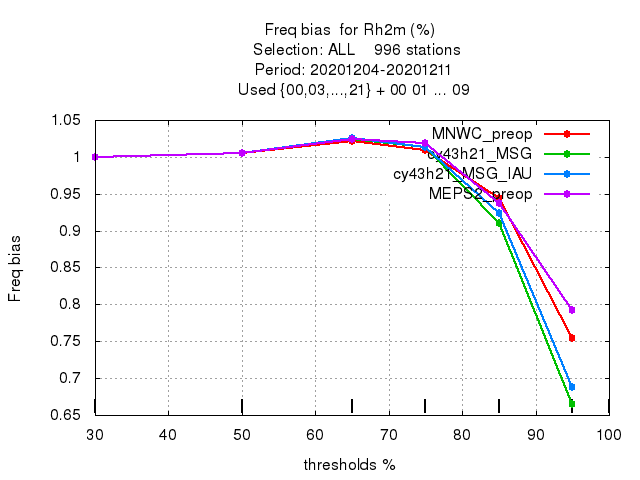 Freq bias for Rh2m (%)
Selection: ALL 996 stations
Period: 20201204-20201211
Used {00,03,...,21} + 00 01 ... 09
1.05
1
0.95
0.9
0.85
0.8
0.75
0.7
0.65
Freq bias
MNWC_preop
cy43h21_MSG
cy43h21_MSG_IAU
MEPS2_preop
30 40 50 60 70 80 90 100
thresholds %